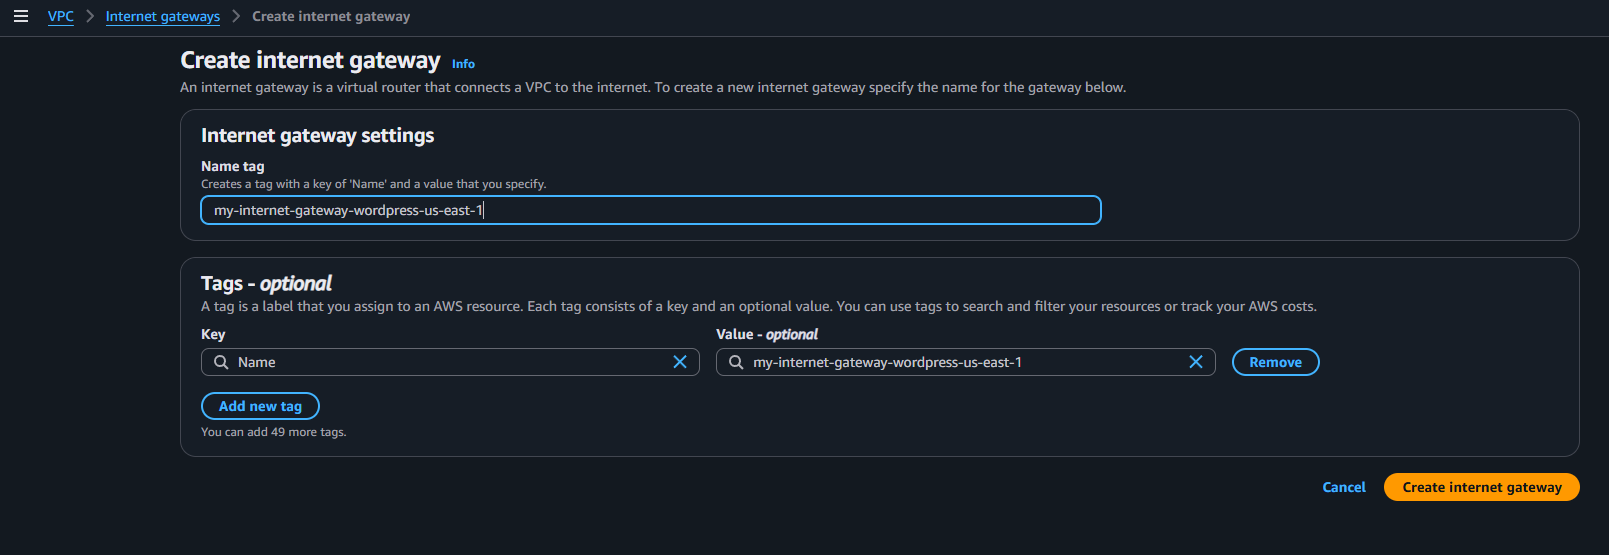 VPC > Internet gateways > Create internet gateway
Create internet gateway Info
An internet gateway is a virtual router that connects a VPC to the internet. To create a new internet gateway specify the name for the gateway below.
Internet gateway settings
Name tag
Creates a tag with a key of 'Name' and a value that you specify.
my-internet-gateway-wordpress-us-east-1
Tags - optional
A tag is a label that you assign to an AWS resource. Each tag consists of a key and an optional value. You can use tags to search and filter your resources or track your AWS costs.
Key Value - optional
Name my-internet-gateway-wordpress-us-east-1 Remove
Add new tag
You can add 49 more tags.
Cancel Create internet gateway